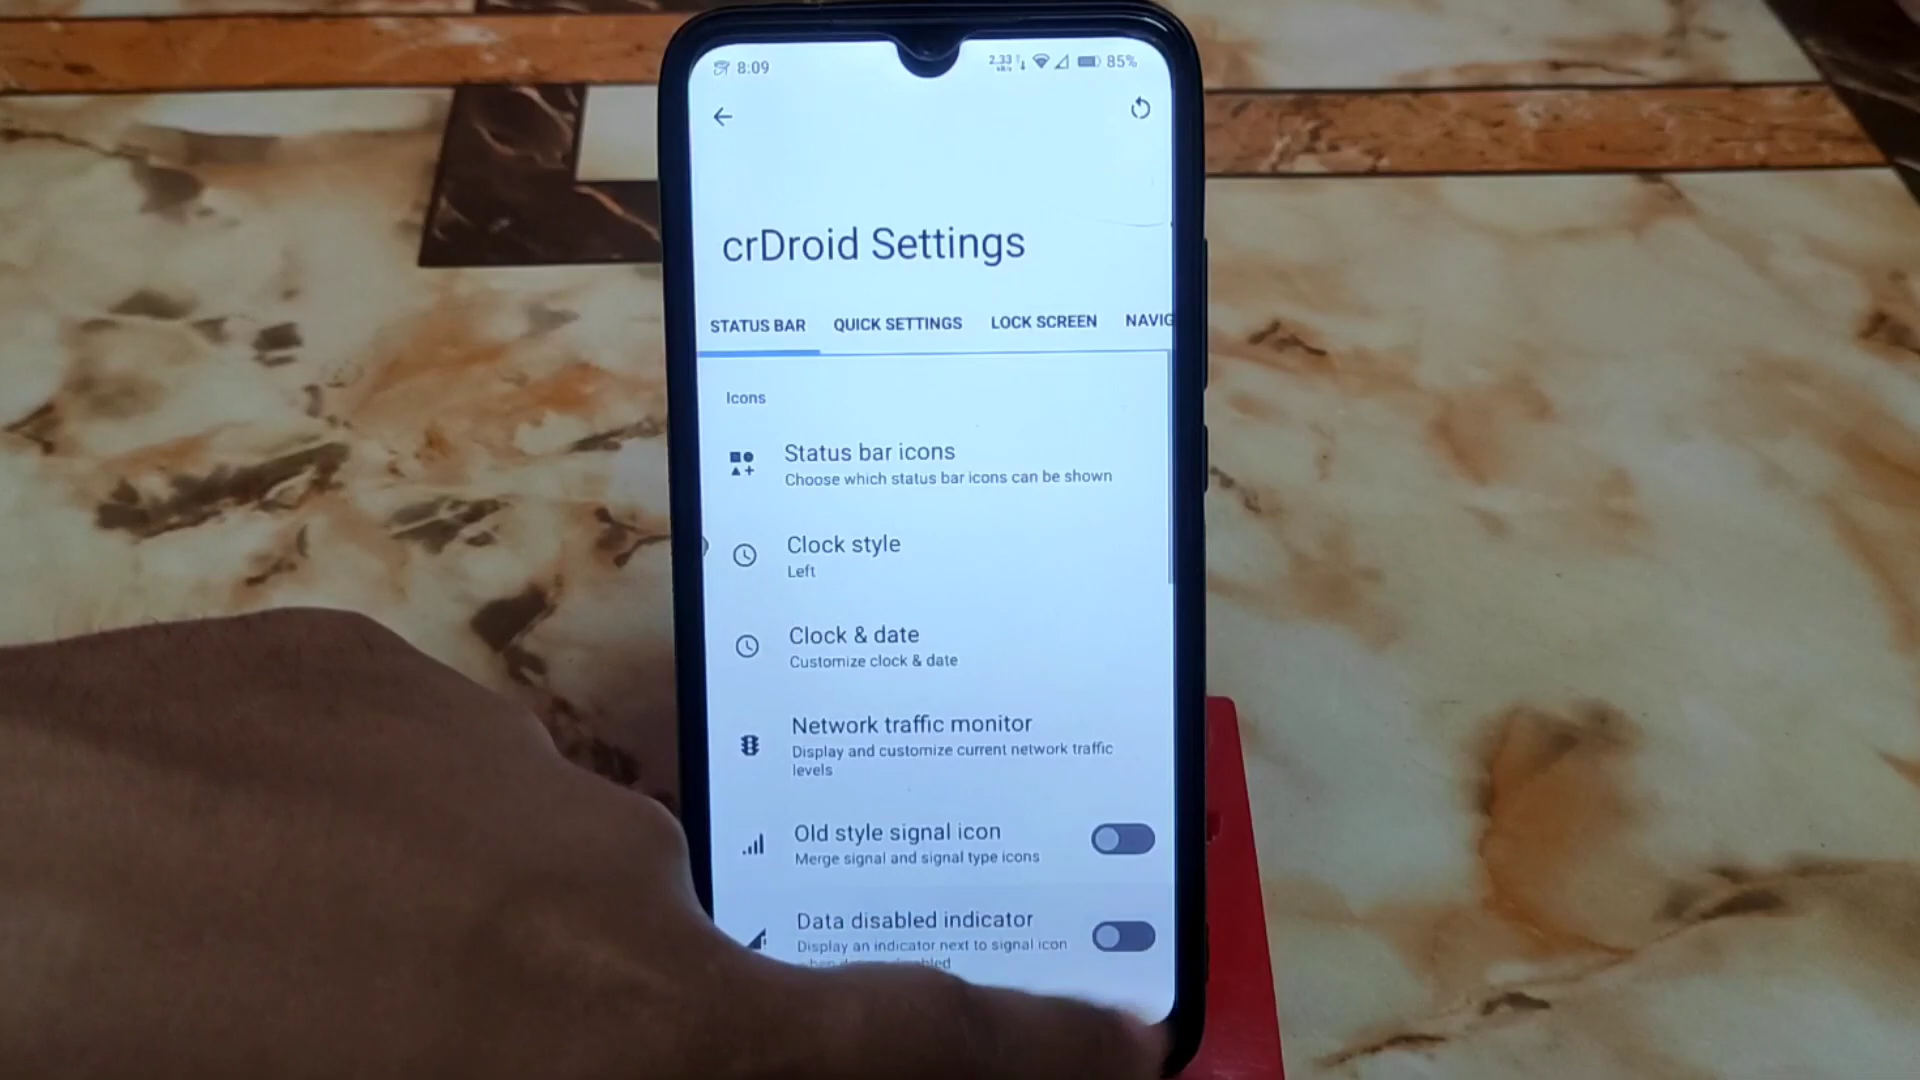 8:09
2.33
85%
crDroid Settings
STATUS BAR
QUICK SETTINGS
LOCK SCREEN
NAVIG
Icons
Status bar icons
Choose which status bar icons can be shown
Clock style
Left
Clock & date
Customize clock & date
Network traffic monitor
Display and customize current network traffic
levels
Old style signal icon
Merge signal and signal type icons
Data disabled indicator
Display an indicator next to signal icon